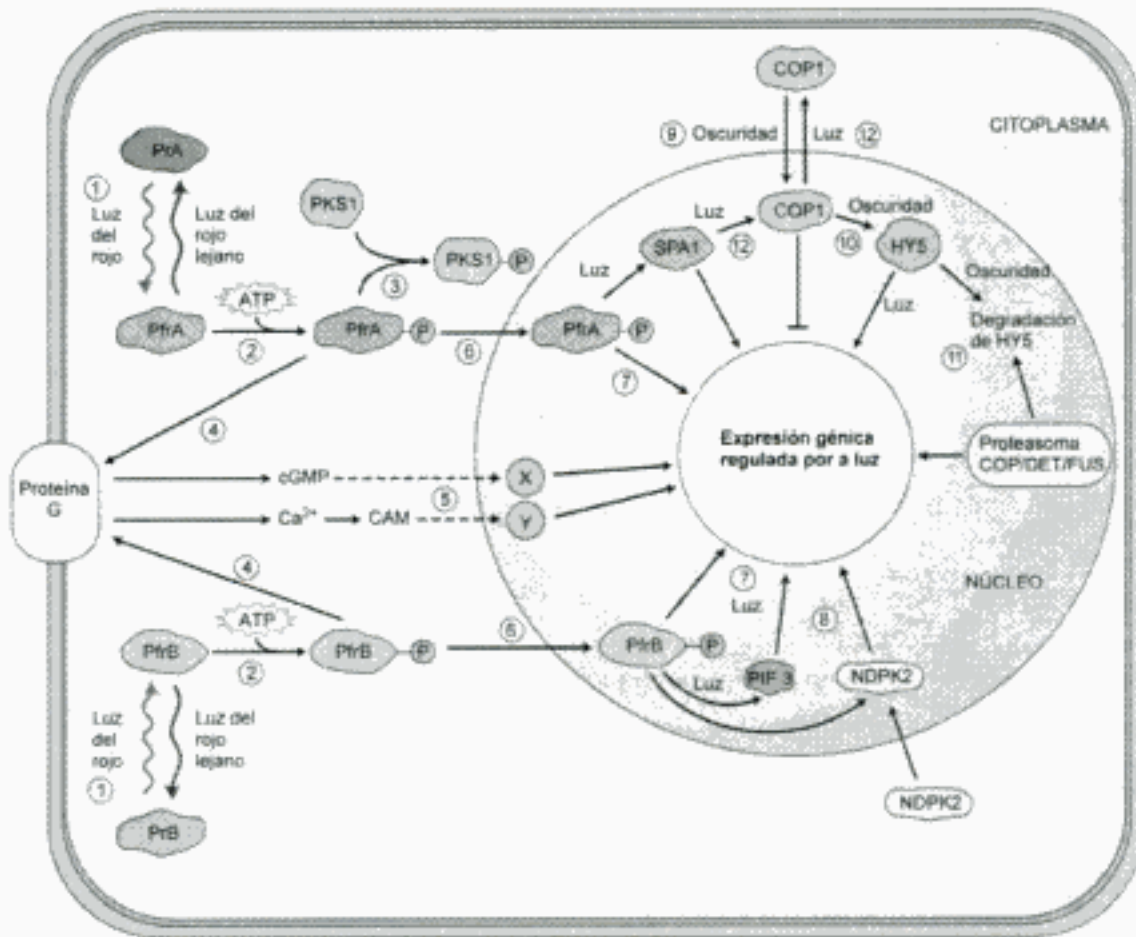 COP1
CITOPLASMA
9 Oscuridad
Luz 12
PrA
1
Luz
del
rojo
Luz del
rojo
lejano
PKS1
PKS1 P
3
COP1
Luz
12
Oscuridad
10
SPA1
HY5
Luz
Oscuridad
Luz
ATP
PfrA
2
PfrA P
6
PfrA P
7
Degradación
de HY5
11
4
Expresión génica
regulada por a luz
Proteasoma
COP/DET/FUS
Proteína
G
cGMP
5
X
Ca2+
CAM
Y
4
NÚCLEO
7
Luz
8
ATP
PfrB
2
PfrB P
6
PfrB P
Luz
PIF 3
NDPK2
Luz
del
rojo
1
Luz del
rojo
lejano
NDPK2
PrB